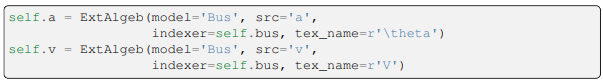 self.a = ExtAlgeb(model='Bus', src='a',
                  indexer=self.bus, tex_name=r'\theta')
self.v = ExtAlgeb(model='Bus', src='v',
                  indexer=self.bus, tex_name=r'V')